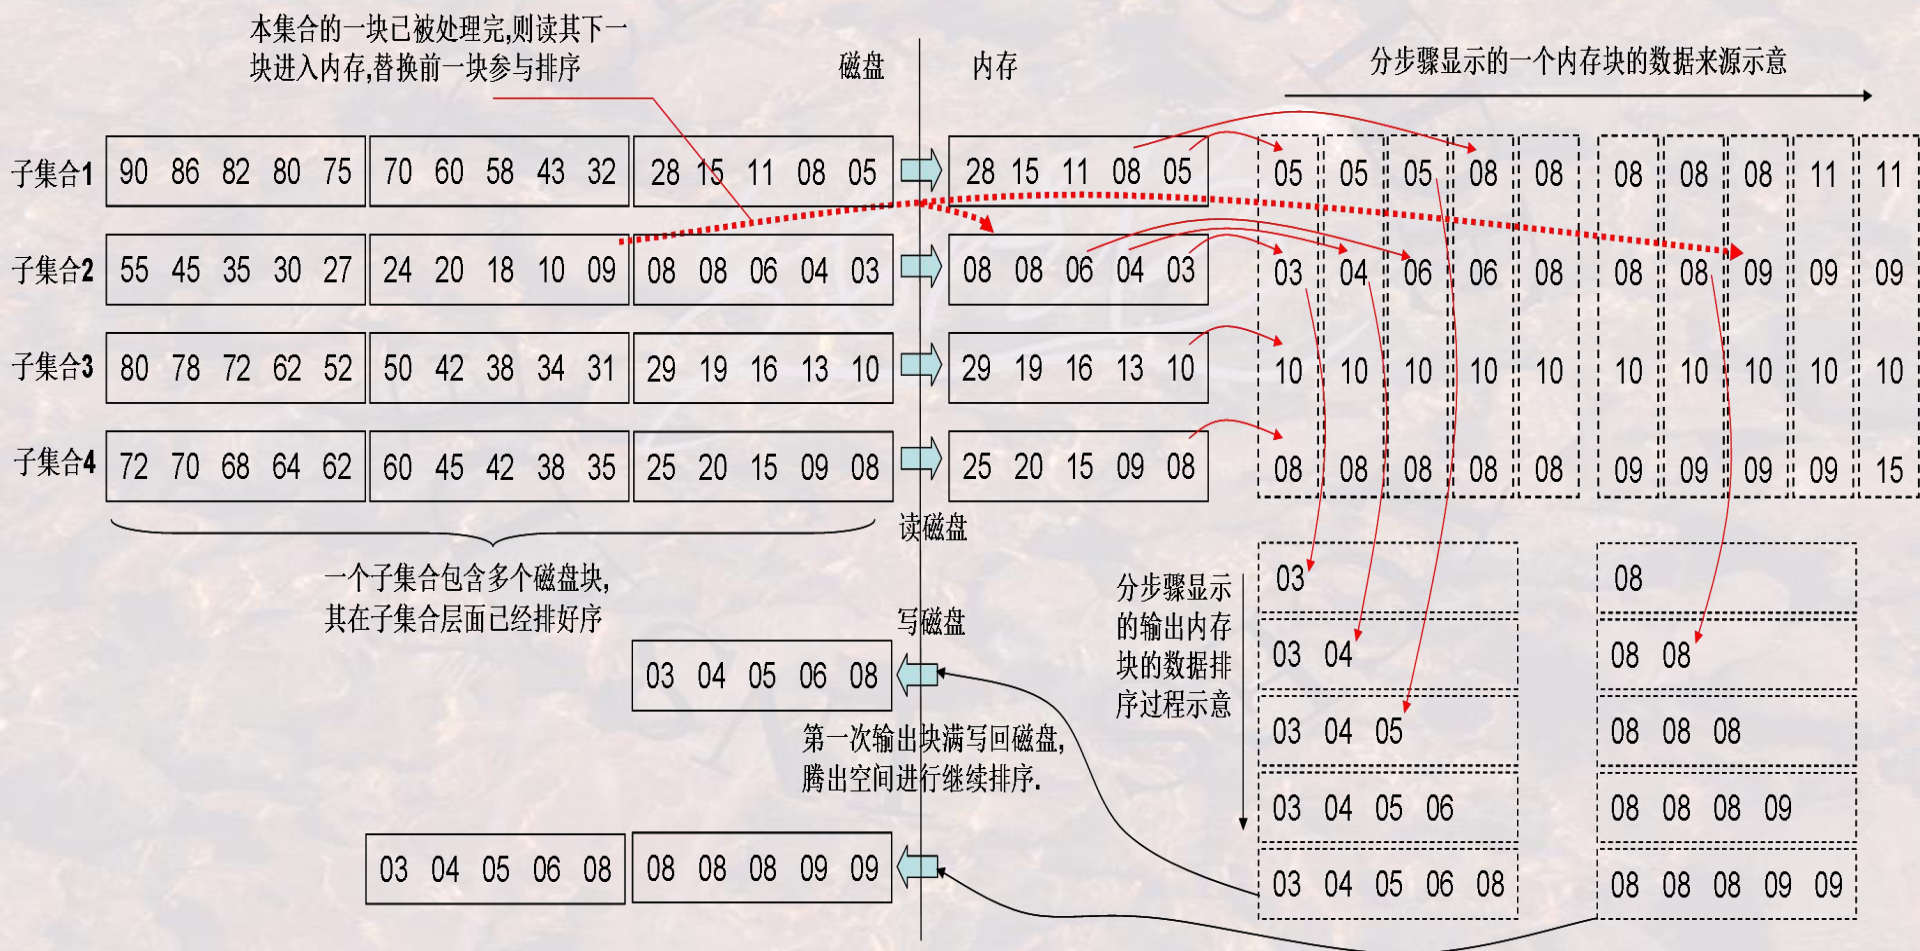 本集合的一块已被处理完,则读其下一
块进入内存,替换前一块参与排序
磁盘
内存
分步骤显示的一个内存块的数据来源示意
子集合1
90 86 82 80 75
70 60 58 43 32
28 15 11 08 05
28 15 11 08 05
05 05 05 08 08
08 08 08 11 11
子集合2
55 45 35 30 27
24 20 18 10 09
08 08 06 04 03
08 08 06 04 03
03 04 06 06 08
08 08 09 09 09
子集合3
80 78 72 62 52
50 42 38 34 31
29 19 16 13 10
29 19 16 13 10
10 10 10 10 10
10 10 10 10 10
子集合4
72 70 68 64 62
60 45 42 38 35
25 20 15 09 08
25 20 15 09 08
08 08 08 08 08
09 09 09 09 15
读磁盘
一个子集合包含多个磁盘块,
其在子集合层面已经排好序
写磁盘
03 04 05 06 08
第一次输出块满写回磁盘,
腾出空间进行继续排序.
03 04 05 06 08
08 08 08 09 09
分步骤显示
的输出内存
块的数据排
序过程示意
03
03 04
03 04 05
03 04 05 06
03 04 05 06 08
08
08 08
08 08 08
08 08 08 09
08 08 08 09 09